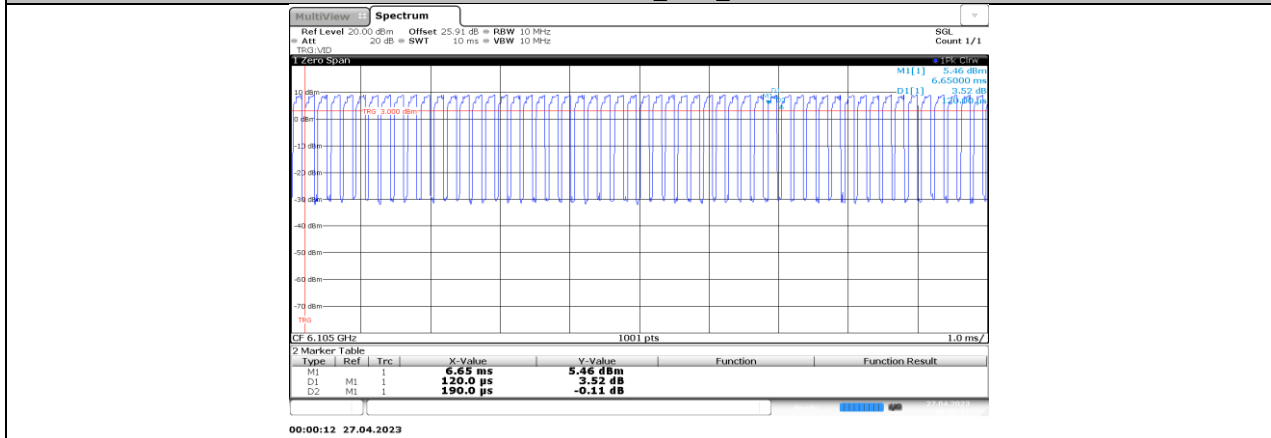 MultiView Spectrum
Ref Level 20.00 dBm Offset 25.91 dB RBW 10 MHz SGL
Att 20 dB SWT 10 ms VBW 10 MHz Count 1/1
TRG:VID
1 Zero Span 1Pk Clrw
M1[1] 5.46 dBm
6.65000 ms
10 dBm D1[1] 3.52 dB
120.00 µs
TRG 3.000 dBm
0 dBm
-10 dBm
-20 dBm
-30 dBm
-40 dBm
-50 dBm
-60 dBm
-70 dBm
TRG
CF 6.105 GHz 1001 pts 1.0 ms/
2 Marker Table
Type Ref Trc X-Value Y-Value Function Function Result
M1 1 6.65 ms 5.46 dBm
D1 M1 1 120.0 µs 3.52 dB
D2 M1 1 190.0 µs -0.11 dB
27.04.2023
00:00:12 27.04.2023